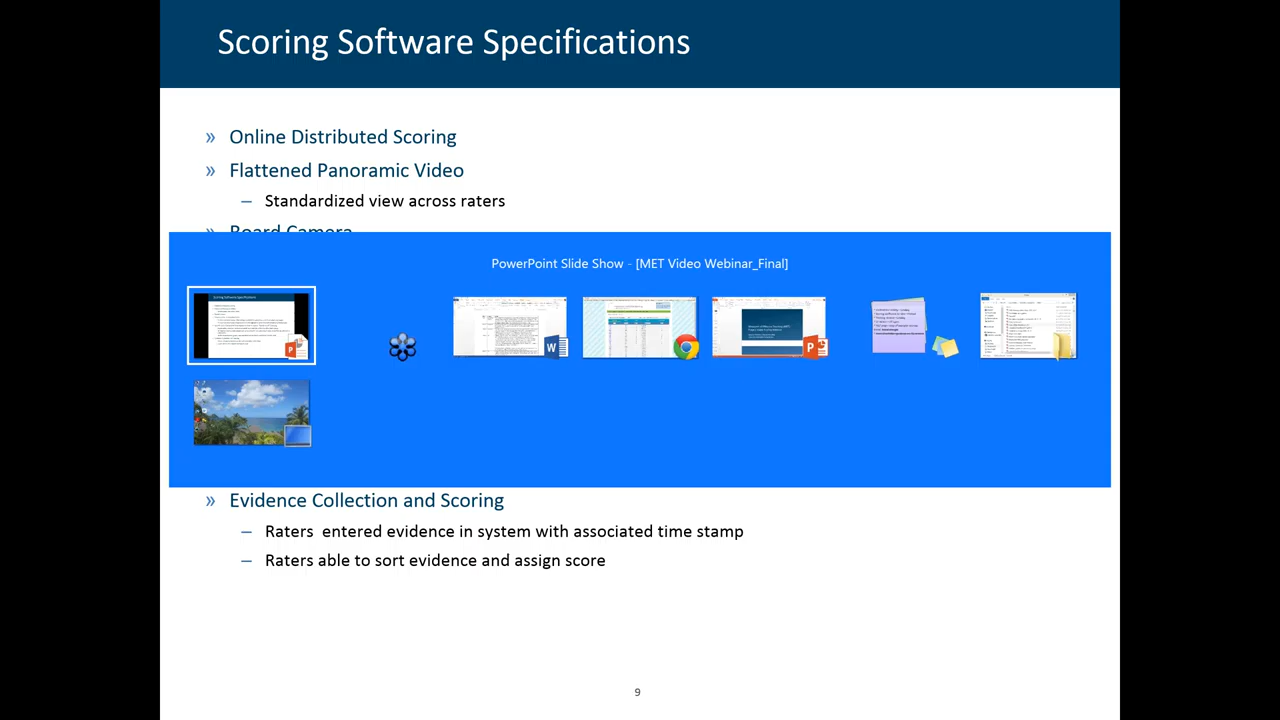 Scoring Software Specifications
» Online Distributed Scoring
» Flattened Panoramic Video
– Standardized view across raters
» Board Camera
PowerPoint Slide Show - [MET Video Webinar_Final]
» Evidence Collection and Scoring
– Raters entered evidence in system with associated time stamp
– Raters able to sort evidence and assign score
9